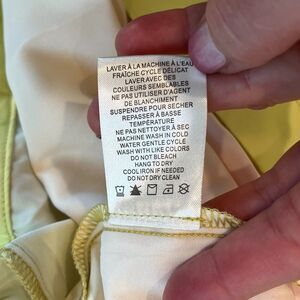 LAVER À LA MACHINE À L'EAU
FRAÎCHE CYCLE DÉLICAT
LAVER AVEC DES
COULEURS SEMBLABLES
NE PAS UTILISER D'AGENT
DE BLANCHIMENT
SUSPENDRE POUR SECHER
REPASSER À BASSE
TEMPÉRATURE
NE PAS NETTOYER À SEC
MACHINE WASH IN COLD
WATER GENTLE CYCLE
WASH WITH LIKE COLORS
DO NOT BLEACH
HANG TO DRY
COOL IRON IF NEEDED
DO NOT DRY CLEAN